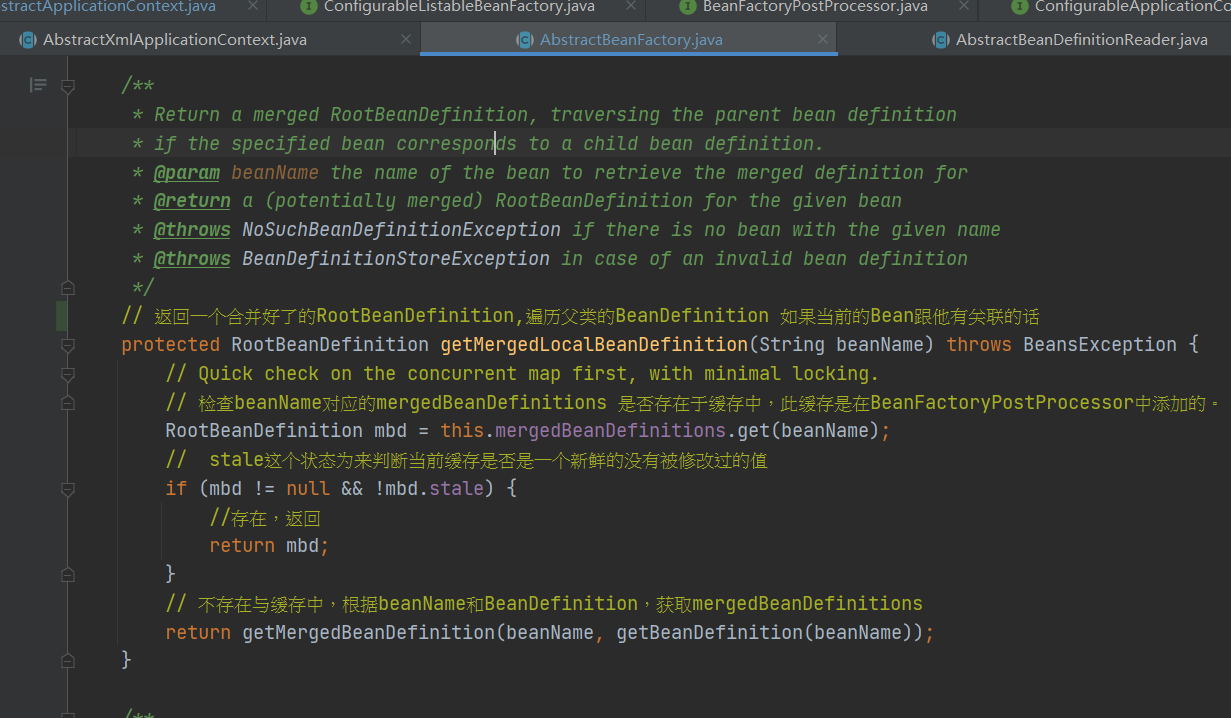 stractApplicationContext.java
ConfigurableListableBeanFactory.java
BeanFactoryPostProcessor.java
ConfigurableApplicationCo
AbstractXmlApplicationContext.java
AbstractBeanFactory.java
AbstractBeanDefinitionReader.java
/**
* Return a merged RootBeanDefinition, traversing the parent bean definition
* if the specified bean corresponds to a child bean definition.
* @param beanName the name of the bean to retrieve the merged definition for
* @return a (potentially merged) RootBeanDefinition for the given bean
* @throws NoSuchBeanDefinitionException if there is no bean with the given name
* @throws BeanDefinitionStoreException in case of an invalid bean definition
*/
// 返回一个合并好了的RootBeanDefinition,遍历父类的BeanDefinition 如果当前的Bean跟他有关联的话
protected RootBeanDefinition getMergedLocalBeanDefinition(String beanName) throws BeansException {
// Quick check on the concurrent map first, with minimal locking.
// 检查beanName对应的mergedBeanDefinitions 是否存在于缓存中，此缓存是在BeanFactoryPostProcessor中添加的。
RootBeanDefinition mbd = this.mergedBeanDefinitions.get(beanName);
//  stale这个状态为来判断当前缓存是否是一个新鲜的没有被修改过的值
if (mbd != null && !mbd.stale) {
//存在，返回
return mbd;
}
// 不存在与缓存中，根据beanName和BeanDefinition，获取mergedBeanDefinitions
return getMergedBeanDefinition(beanName, getBeanDefinition(beanName));
}
/**